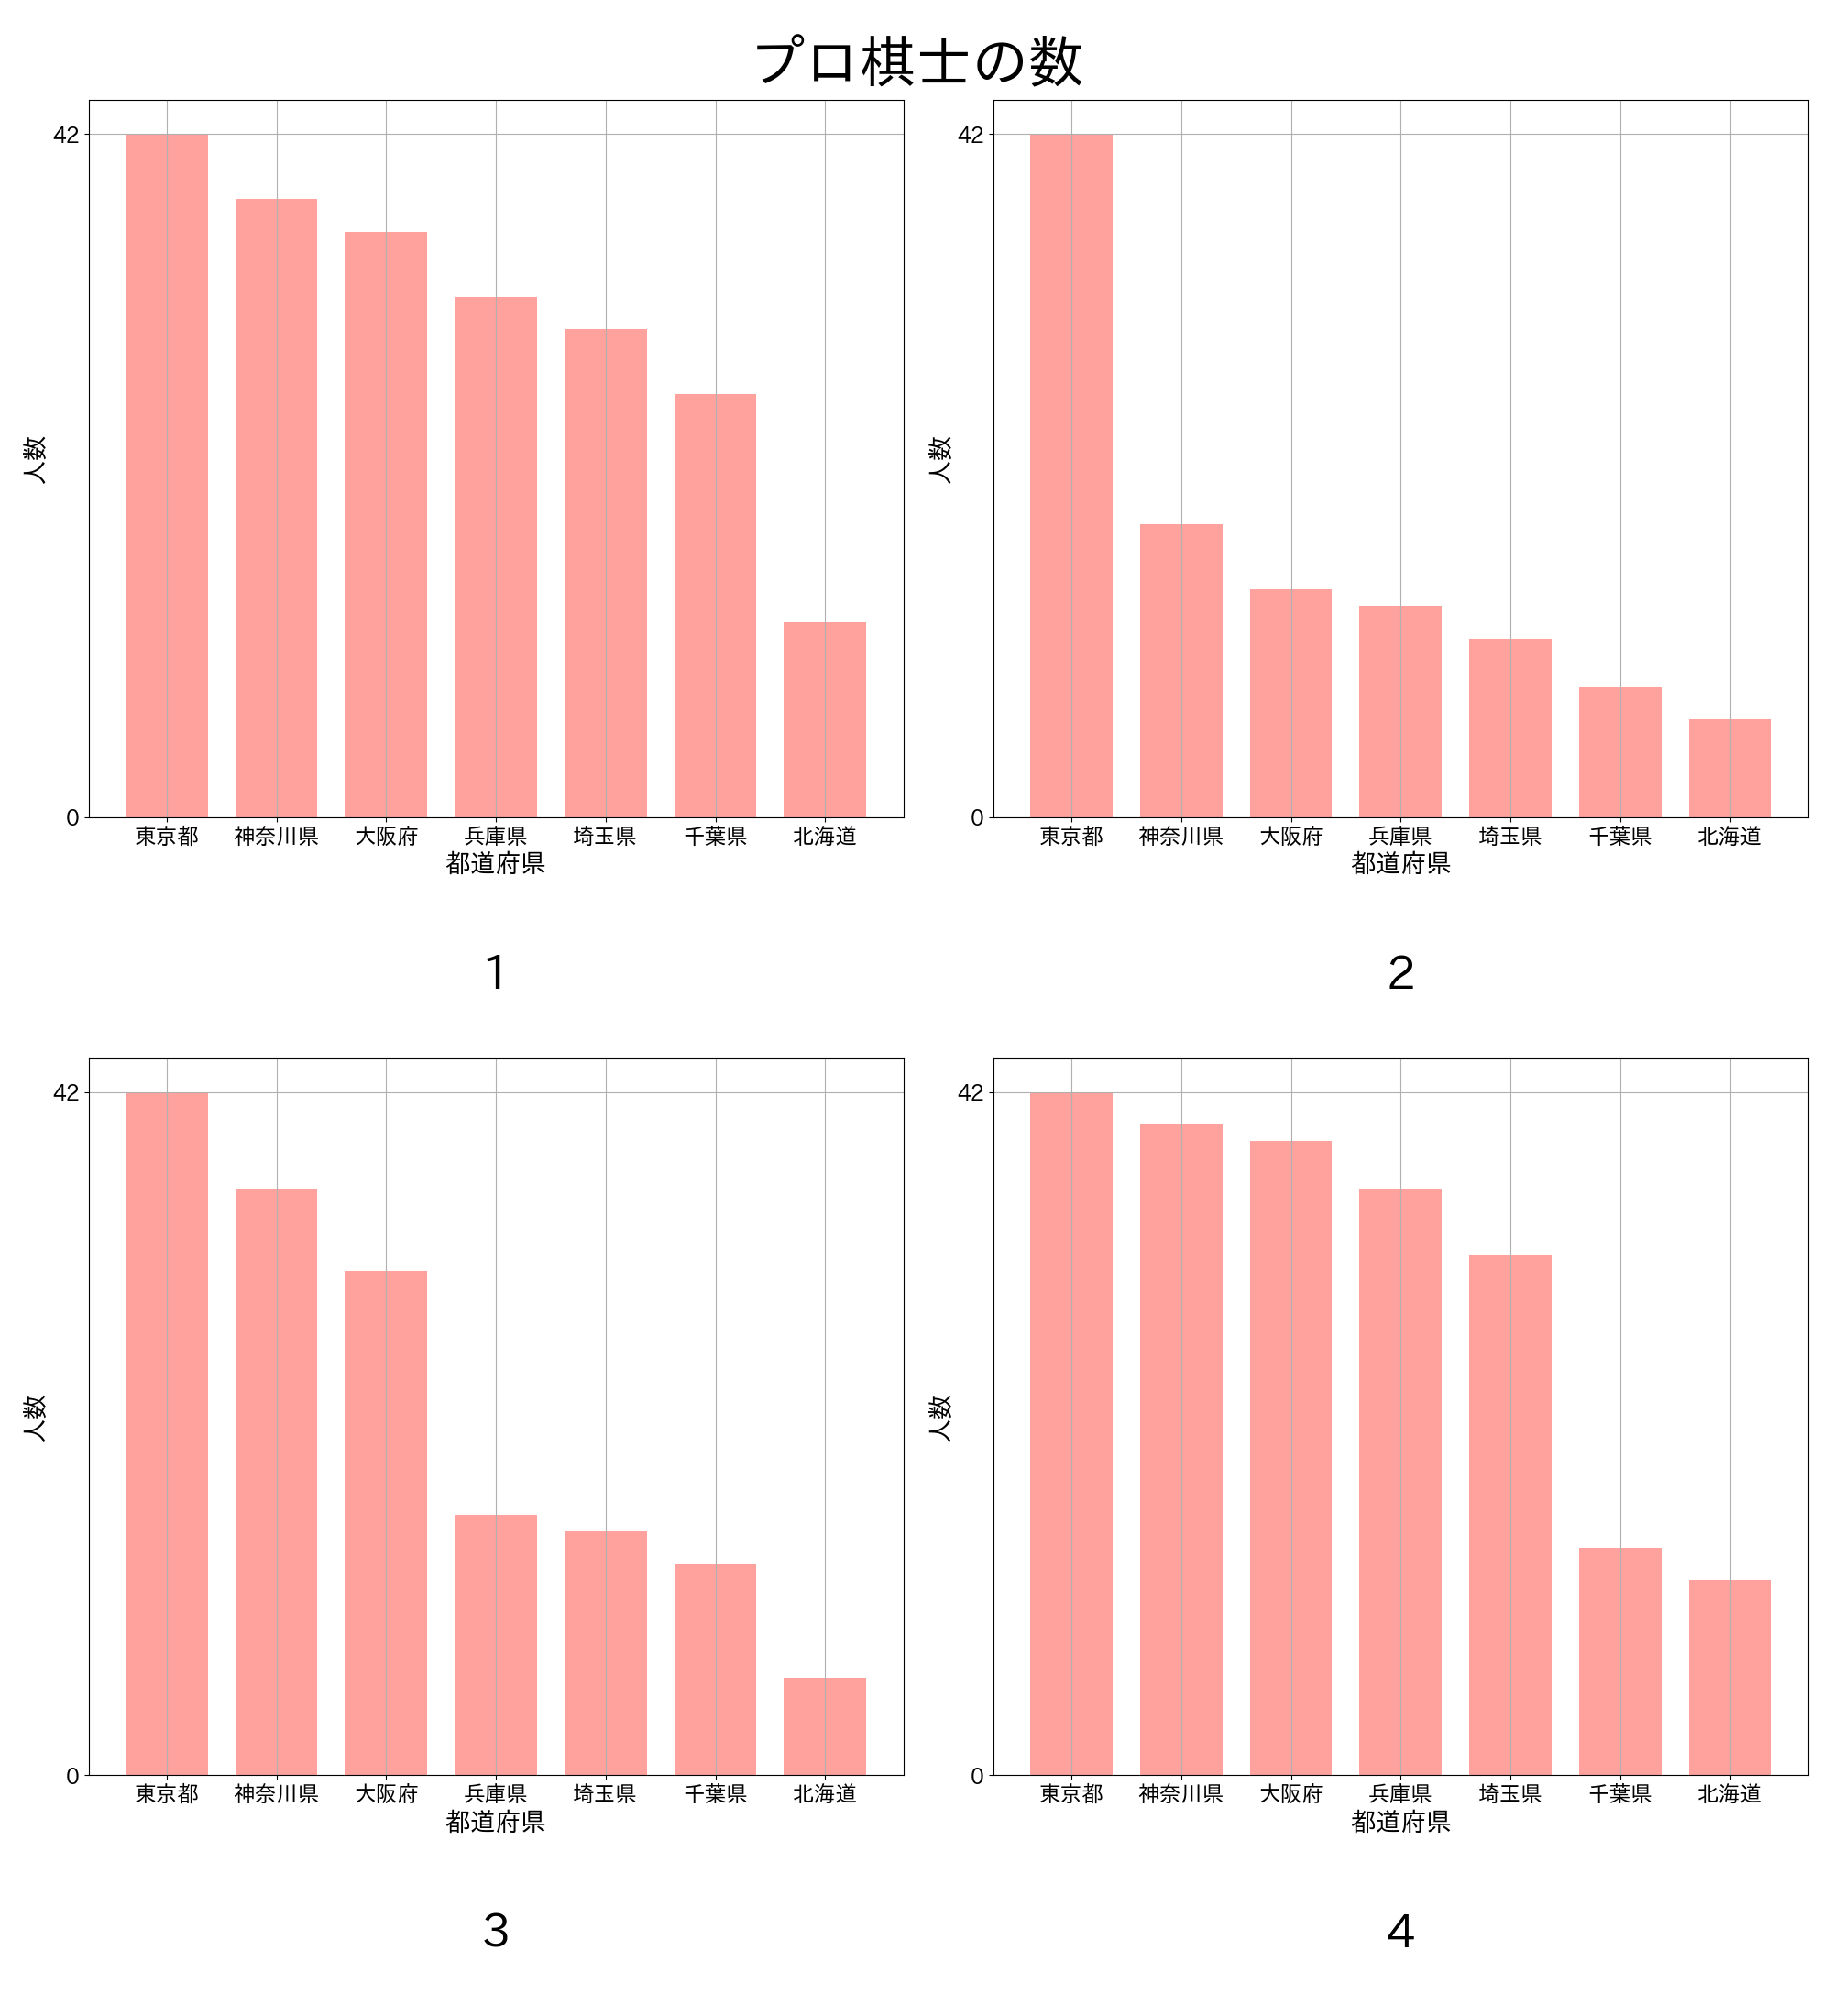 プロ棋士の数
42
人数
0
東京都 神奈川県 大阪府 兵庫県 埼玉県 千葉県 北海道
都道府県
1
42
人数
0
東京都 神奈川県 大阪府 兵庫県 埼玉県 千葉県 北海道
都道府県
2
42
人数
0
東京都 神奈川県 大阪府 兵庫県 埼玉県 千葉県 北海道
都道府県
3
42
人数
0
東京都 神奈川県 大阪府 兵庫県 埼玉県 千葉県 北海道
都道府県
4